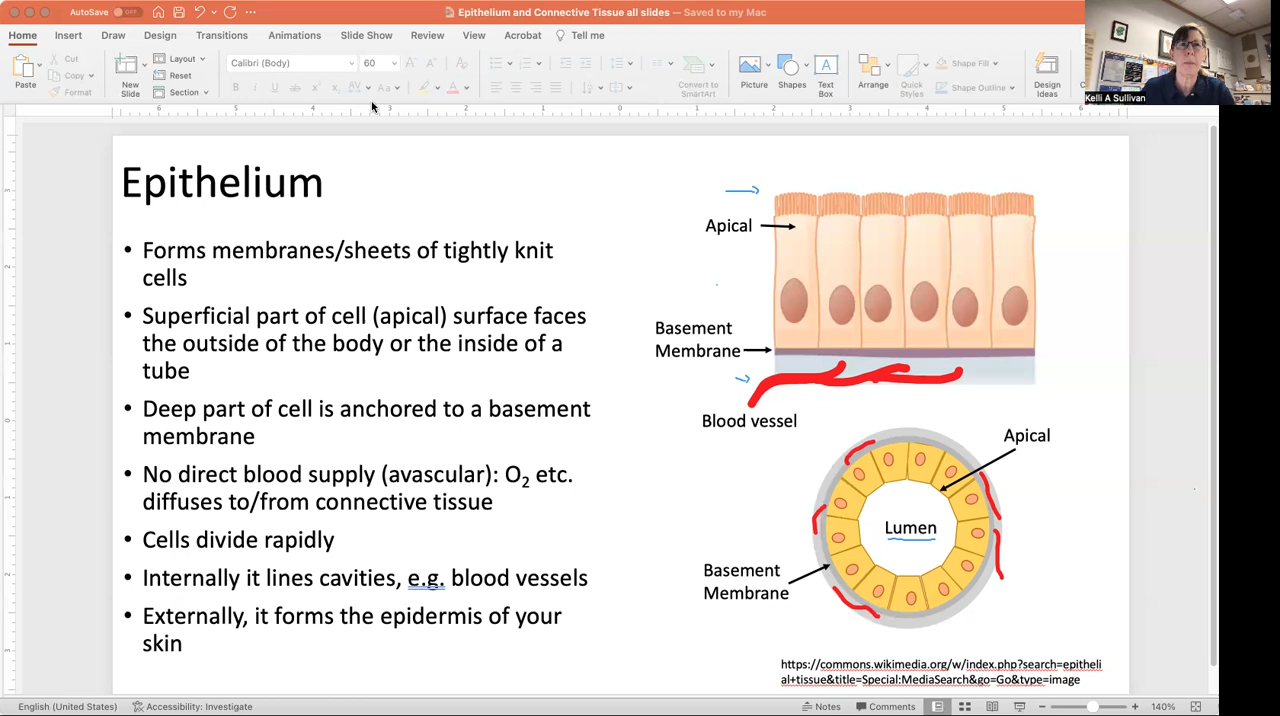 AutoSave OFF
Epithelium and Connective Tissue all slides — Saved to my Mac
Home Insert Draw Design Transitions Animations Slide Show Review View Acrobat Tell me
Paste
Cut
Copy
Format
New Slide
Layout
Reset
Section
Calibri (Body) 60
Convert to SmartArt
Picture
Shapes
Text Box
Arrange
Quick Styles
Shape Fill
Shape Outline
Design Ideas
Kelli A Sullivan
Epithelium
• Forms membranes/sheets of tightly knit
cells
• Superficial part of cell (apical) surface faces
the outside of the body or the inside of a
tube
• Deep part of cell is anchored to a basement
membrane
• No direct blood supply (avascular): O₂ etc.
diffuses to/from connective tissue
• Cells divide rapidly
• Internally it lines cavities, e.g. blood vessels
• Externally, it forms the epidermis of your
skin
Apical
Basement
Membrane
Blood vessel
Apical
Lumen
Basement
Membrane
https://commons.wikimedia.org/w/index.php?search=epitheli
al+tissue&title=Special:MediaSearch&go=Go&type=image
English (United States) Accessibility: Investigate Notes Comments 140%